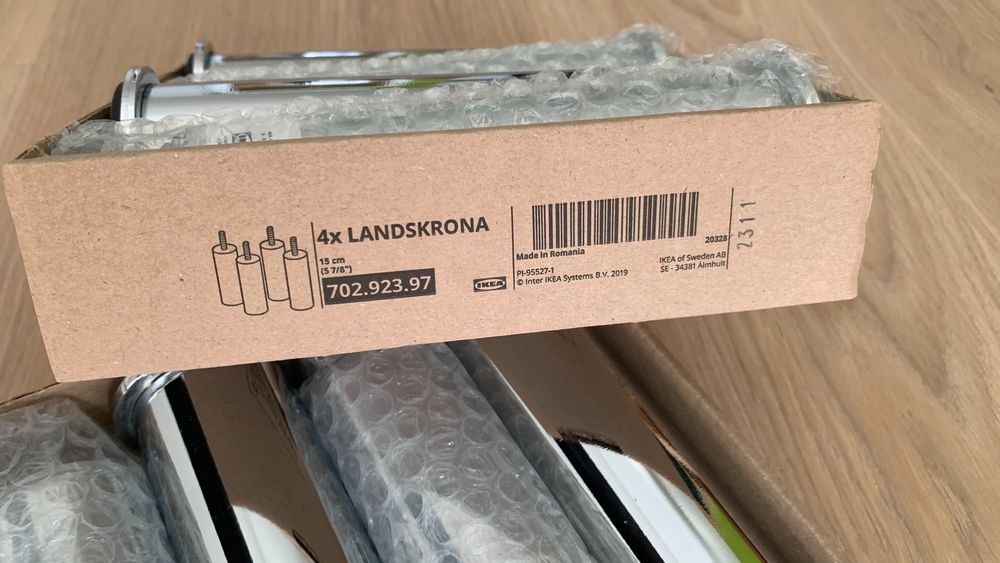 4x LANDSKRONA
15 cm
(5 7/8")
702.923.97
IKEA
Made in Romania
PI-95527-1
© Inter IKEA Systems B.V. 2019
20328
IKEA of Sweden AB
SE - 34381 Älmhult
2311